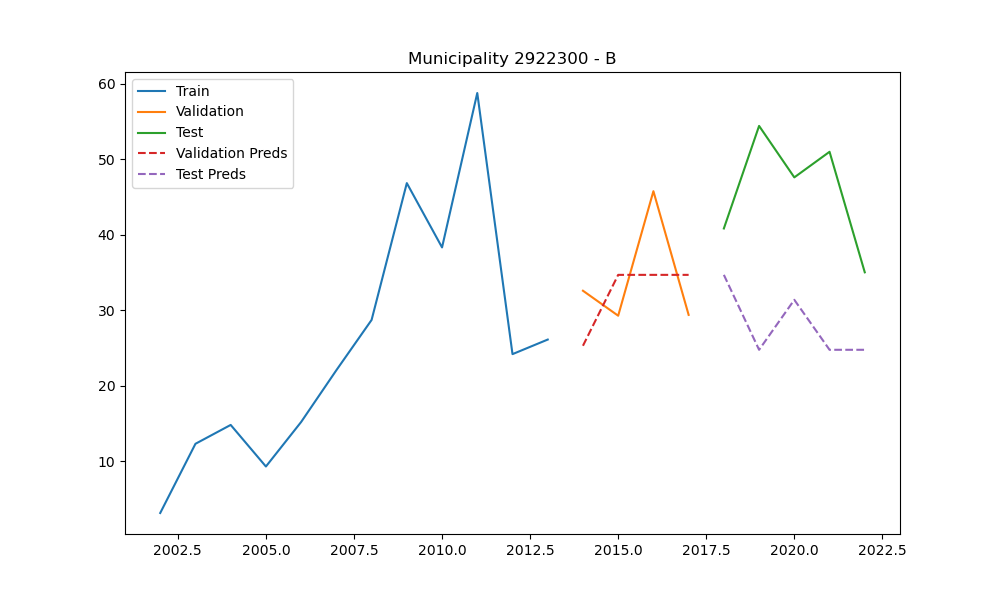 Municipality 2922300 - B
Train
Validation
Test
Validation Preds
Test Preds
60
50
40
30
20
10
2002.5 2005.0 2007.5 2010.0 2012.5 2015.0 2017.5 2020.0 2022.5